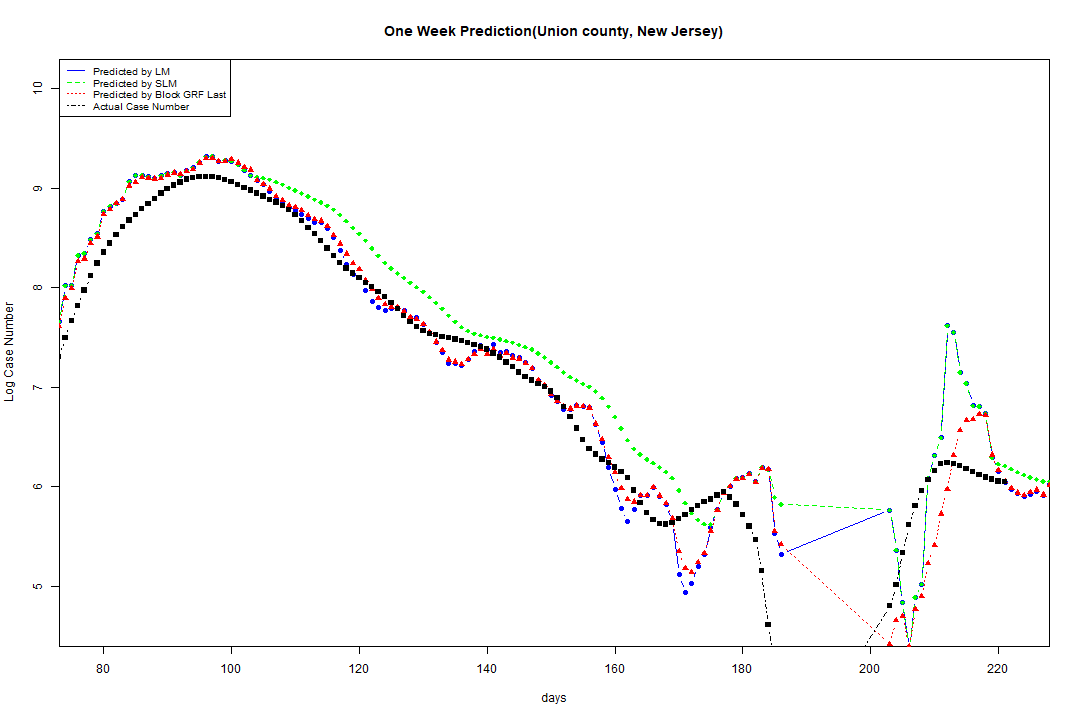 One Week Prediction(Union county, New Jersey)
Predicted by LM
Predicted by SLM
Predicted by Block GRF Last
Actual Case Number
10
9
8
7
6
5
Log Case Number
80 100 120 140 160 180 200 220
days